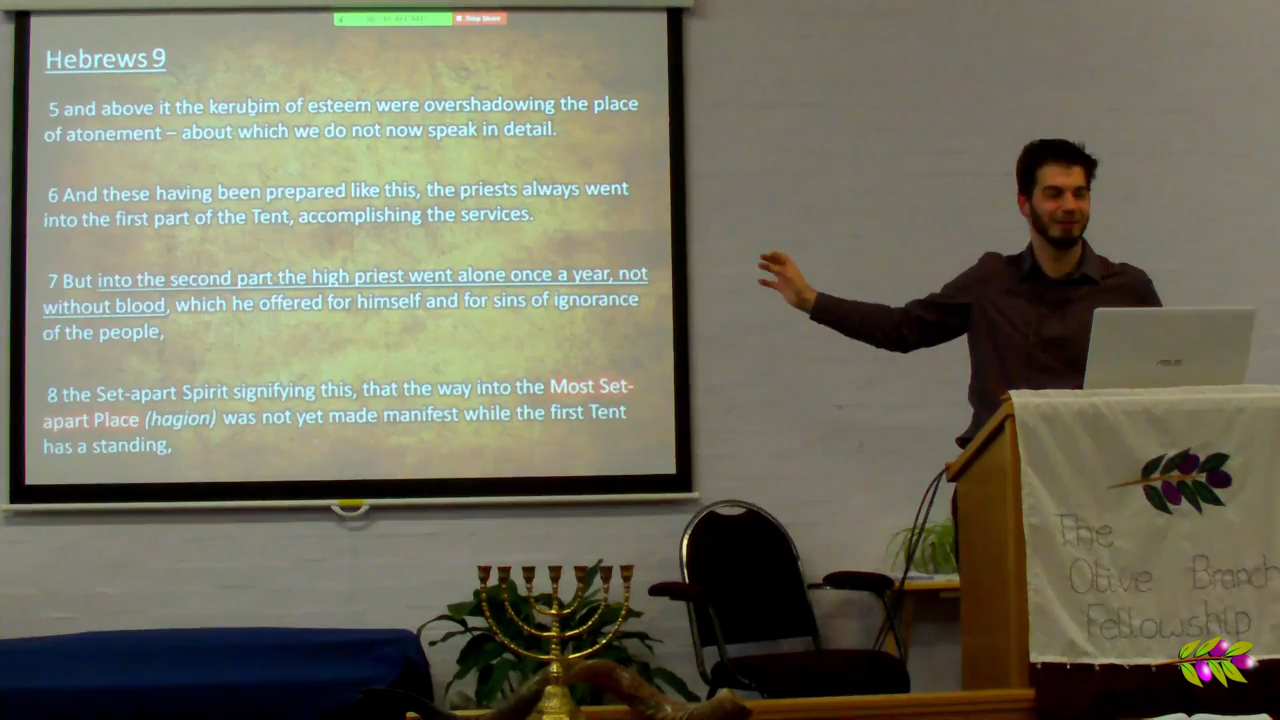 Stop Share
Hebrews 9
5 and above it the keruḇim of esteem were overshadowing the place
of atonement – about which we do not now speak in detail.
6 And these having been prepared like this, the priests always went
into the first part of the Tent, accomplishing the services.
7 But into the second part the high priest went alone once a year, not
without blood, which he offered for himself and for sins of ignorance
of the people,
8 the Set-apart Spirit signifying this, that the way into the Most Set-
apart Place (hagion) was not yet made manifest while the first Tent
has a standing,
ASUS
The
Olive Branch
Fellowship